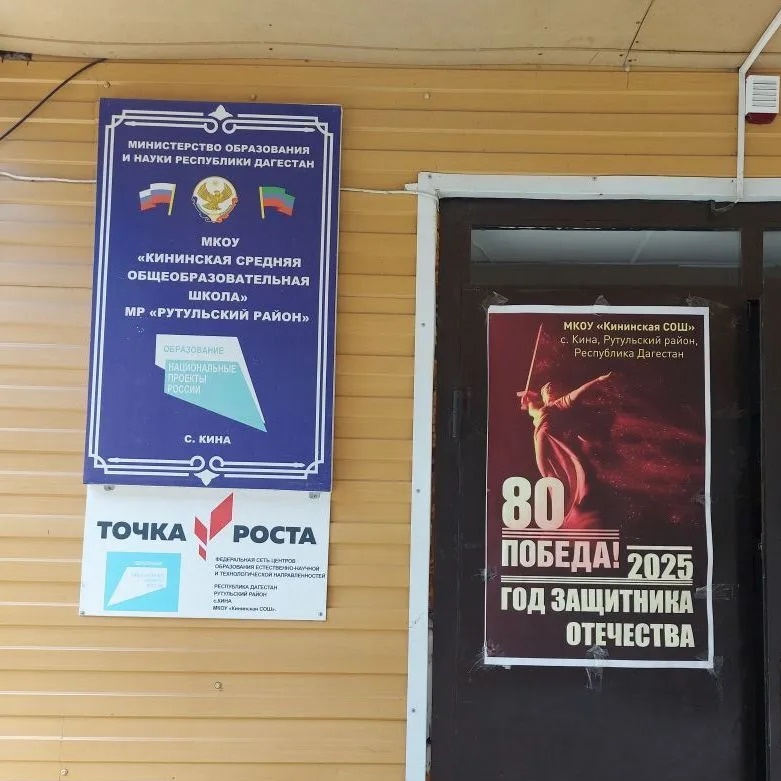 МИНИСТЕРСТВО ОБРАЗОВАНИЯ
И НАУКИ РЕСПУБЛИКИ ДАГЕСТАН
МКОУ
«КИНИНСКАЯ СРЕДНЯЯ
ОБЩЕОБРАЗОВАТЕЛЬНАЯ
ШКОЛА»
МР «РУТУЛЬСКИЙ РАЙОН»
ОБРАЗОВАНИЕ
НАЦИОНАЛЬНЫЕ
ПРОЕКТЫ
РОССИИ
С. КИНА
ТОЧКА РОСТА
ФЕДЕРАЛЬНАЯ СЕТЬ ЦЕНТРОВ
ОБРАЗОВАНИЯ ЕСТЕСТВЕННО-НАУЧНОЙ
И ТЕХНОЛОГИЧЕСКОЙ НАПРАВЛЕННОСТЕЙ
РЕСПУБЛИКА ДАГЕСТАН
РУТУЛЬСКИЙ РАЙОН
с.КИНА
МКОУ «Кининская СОШ».
МКОУ «Кининская СОШ»
с. Кина, Рутульский район,
Республика Дагестан
80
ПОБЕДА! 2025
ГОД ЗАЩИТНИКА
ОТЕЧЕСТВА